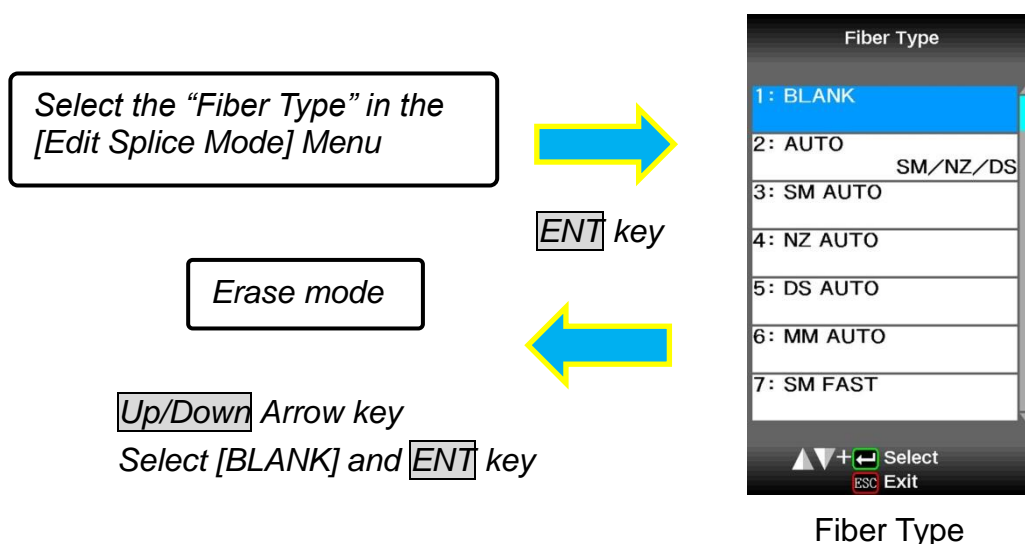 Select the “Fiber Type” in the
[Edit Splice Mode] Menu
ENT key
Erase mode
Up/Down Arrow key
Select [BLANK] and ENT key
Fiber Type
1: BLANK
2: AUTO
SM/NZ/DS
3: SM AUTO
4: NZ AUTO
5: DS AUTO
6: MM AUTO
7: SM FAST
+ Select
ESC Exit
Fiber Type